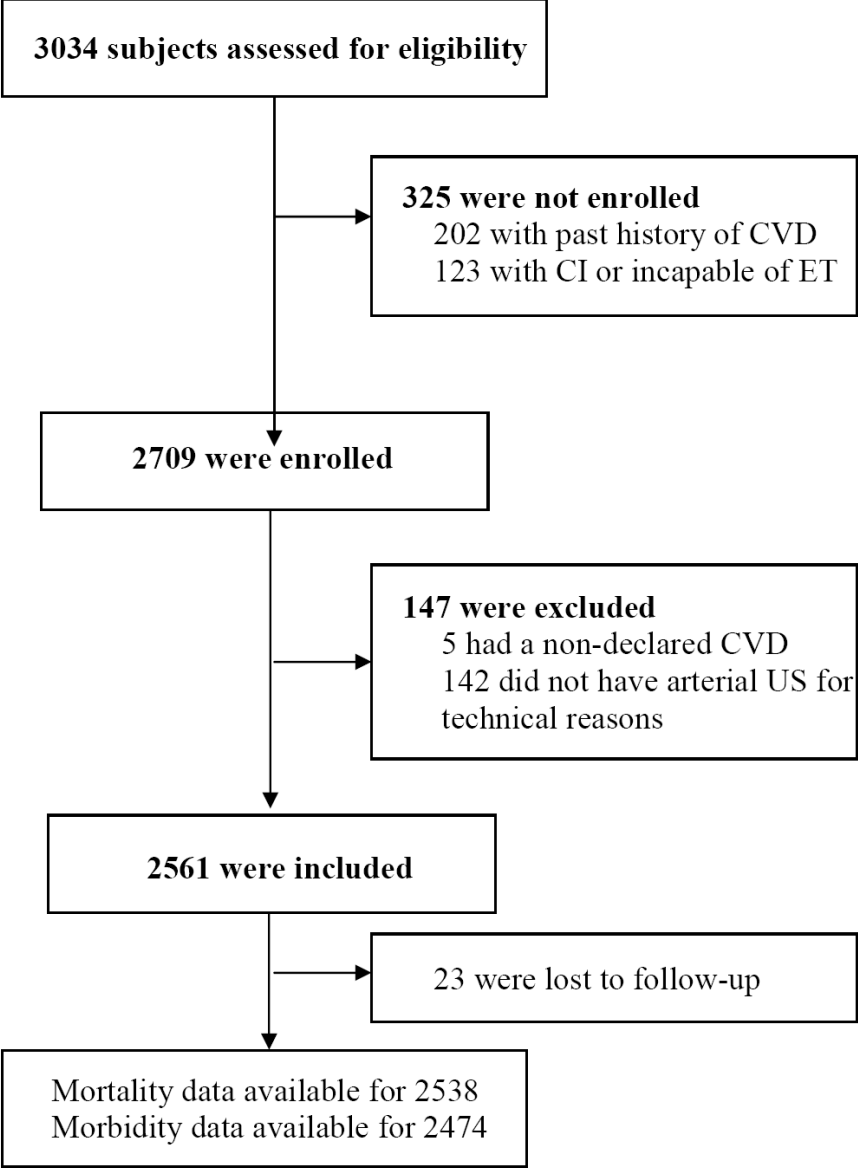 3034 subjects assessed for eligibility
325 were not enrolled
202 with past history of CVD
123 with CI or incapable of ET
2709 were enrolled
147 were excluded
5 had a non-declared CVD
142 did not have arterial US for
technical reasons
2561 were included
23 were lost to follow-up
Mortality data available for 2538
Morbidity data available for 2474